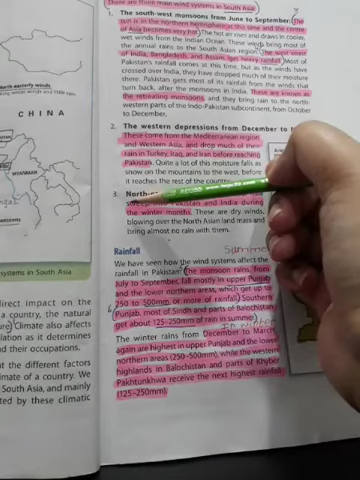 There are three main wind systems in South Asia
1. The south-west monsoons from June to September: The
sun is in the northern hemisphere at this time and the centre
of Asia becomes very hot. The hot air rises and draws in cooler,
wet winds from the Indian Ocean. These winds bring most of
the annual rains to the South Asian region. The west coast
of India, Bangladesh, and Assam, get heavy rainfall. Most of
Pakistan's rainfall comes at this time, but as the winds have
crossed over India, they have dropped much of their moisture
there. Pakistan gets most of its rainfall from the winds that
turn back, after the monsoons in India. These are known as
the retreating monsoons, and they bring rain to the north
western parts of the Indo-Pakistan subcontinent, from October
to December.
2. The western depressions from December to
These come from the Mediterranean region
and Western Asia, and drop much of their
rain in Turkey, Iraq, and Iran before reaching
Pakistan. Quite a lot of this moisture falls as
snow on the mountains to the west, before
it reaches the rest of the
3.
Pakistan and India during
the winter months. These are dry winds,
blowing over the North Asian land mass and
bring almost no rain with them.
Rainfall
Summer
We have seen how the wind systems affect the
rainfall in Pakistan. The monsoon rains, from
July to September, fall mostly in upper Punjab
and the lower northern areas, which get up to
250 to 500mm or more of rainfall. Southern
Punjab, most of Sindh and parts of Balochistan
get about 125-250mm of rain in summer.
In winter
The winter rains from December to March
again are highest in upper Punjab and the lower
northern areas (250-500mm), while the western
highlands in Balochistan and parts of Khyber
Pakhtunkhwa receive the next highest rainfall
(125-250mm).
north-easterly winds
CHINA
MYANMAR
systems in South Asia
direct impact on the
a country, the natural
Climate also affects
as it determines
nd their occupations.
at the different factors
imate of a country. We
South Asia, and mainly
ted by these climatic